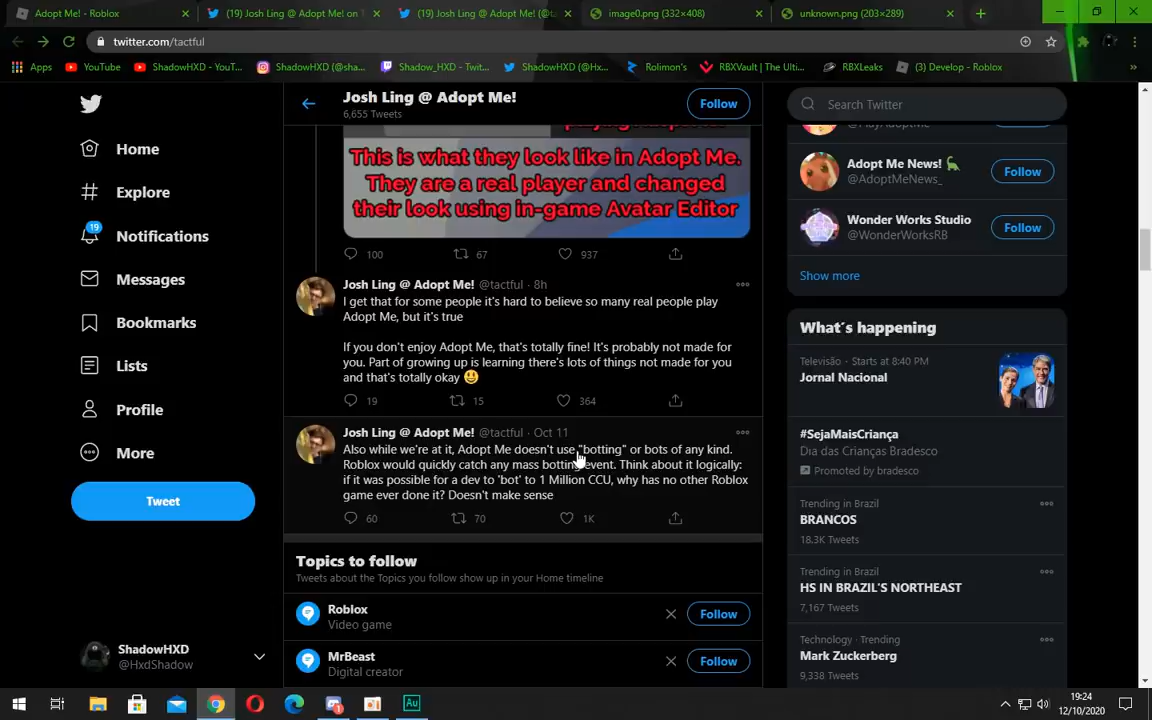 Adopt Me! - Roblox
(19) Josh Ling @ Adopt Me! on T
(19) Josh Ling @ Adopt Me! (@ta
image0.png (332×408)
unknown.png (203×289)
twitter.com/tactful
Apps
YouTube
ShadowHXD - YouT...
ShadowHXD (@sha...
Shadow_HXD - Twit...
ShadowHXD (@Hx...
Rolimon's
RBXVault | The Ulti...
RBXLeaks
(3) Develop - Roblox
Home
Explore
19
Notifications
Messages
Bookmarks
Lists
Profile
More
Tweet
ShadowHXD
@HxdShadow
Josh Ling @ Adopt Me!
6,655 Tweets
Follow
This is what they look like in Adopt Me.
They are a real player and changed
their look using in-game Avatar Editor
100 67 937
Josh Ling @ Adopt Me! @tactful · 8h
I get that for some people it's hard to believe so many real people play
Adopt Me, but it's true
If you don't enjoy Adopt Me, that's totally fine! It's probably not made for
you. Part of growing up is learning there's lots of things not made for you
and that's totally okay
19 15 364
Josh Ling @ Adopt Me! @tactful · Oct 11
Also while we're at it, Adopt Me doesn't use "botting" or bots of any kind.
Roblox would quickly catch any mass botting event. Think about it logically:
if it was possible for a dev to 'bot' to 1 Million CCU, why has no other Roblox
game ever done it? Doesn't make sense
60 70 1K
Topics to follow
Tweets about the Topics you follow show up in your Home timeline
Roblox
Video game
Follow
MrBeast
Digital creator
Follow
Search Twitter
@PlayAdoptMe
Adopt Me News!
@AdoptMeNews_
Follow
Wonder Works Studio
@WonderWorksRB
Follow
Show more
What's happening
Televisão · Starts at 8:40 PM
Jornal Nacional
#SejaMaisCriança
Dia das Crianças Bradesco
Promoted by bradesco
Trending in Brazil
BRANCOS
18.3K Tweets
Trending in Brazil
HS IN BRAZIL'S NORTHEAST
7,167 Tweets
Technology · Trending
Mark Zuckerberg
9,338 Tweets
Au
19:24
12/10/2020